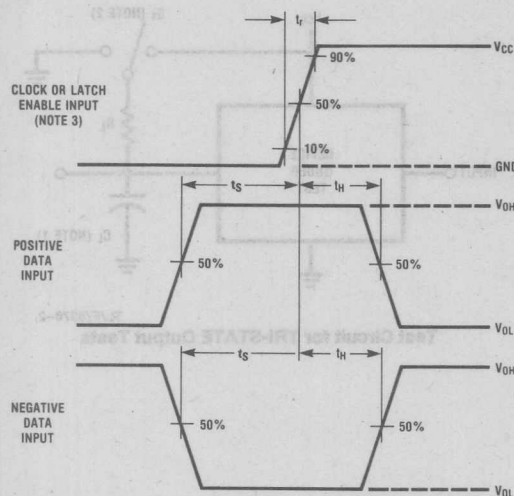 tr
VCC
90%
CLOCK OR LATCH
ENABLE INPUT
(NOTE 3)
50%
10%
GND
tS
tH
VOH
POSITIVE
DATA
INPUT
50%
50%
VOL
tS
tH
VOH
NEGATIVE
DATA
INPUT
50%
50%
VOL
Test Circuit for TRI-STATE Output Tests